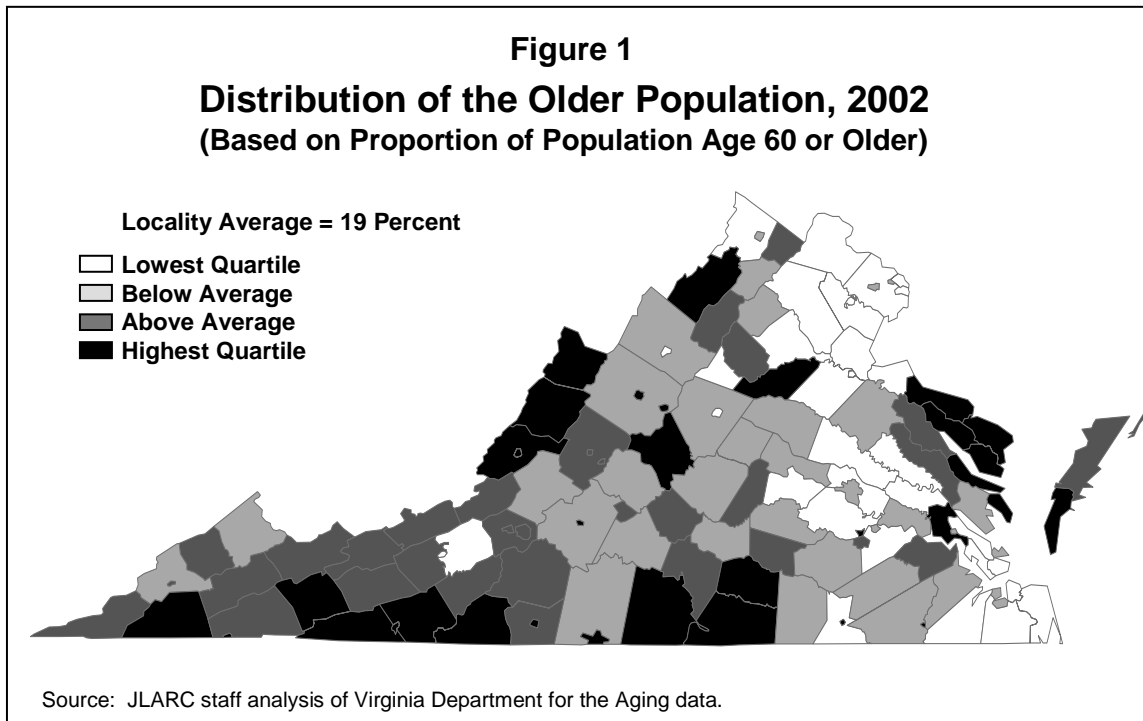 Figure 1
Distribution of the Older Population, 2002
(Based on Proportion of Population Age 60 or Older)
Locality Average = 19 Percent
Lowest Quartile
Below Average
Above Average
Highest Quartile
Source: JLARC staff analysis of Virginia Department for the Aging data.